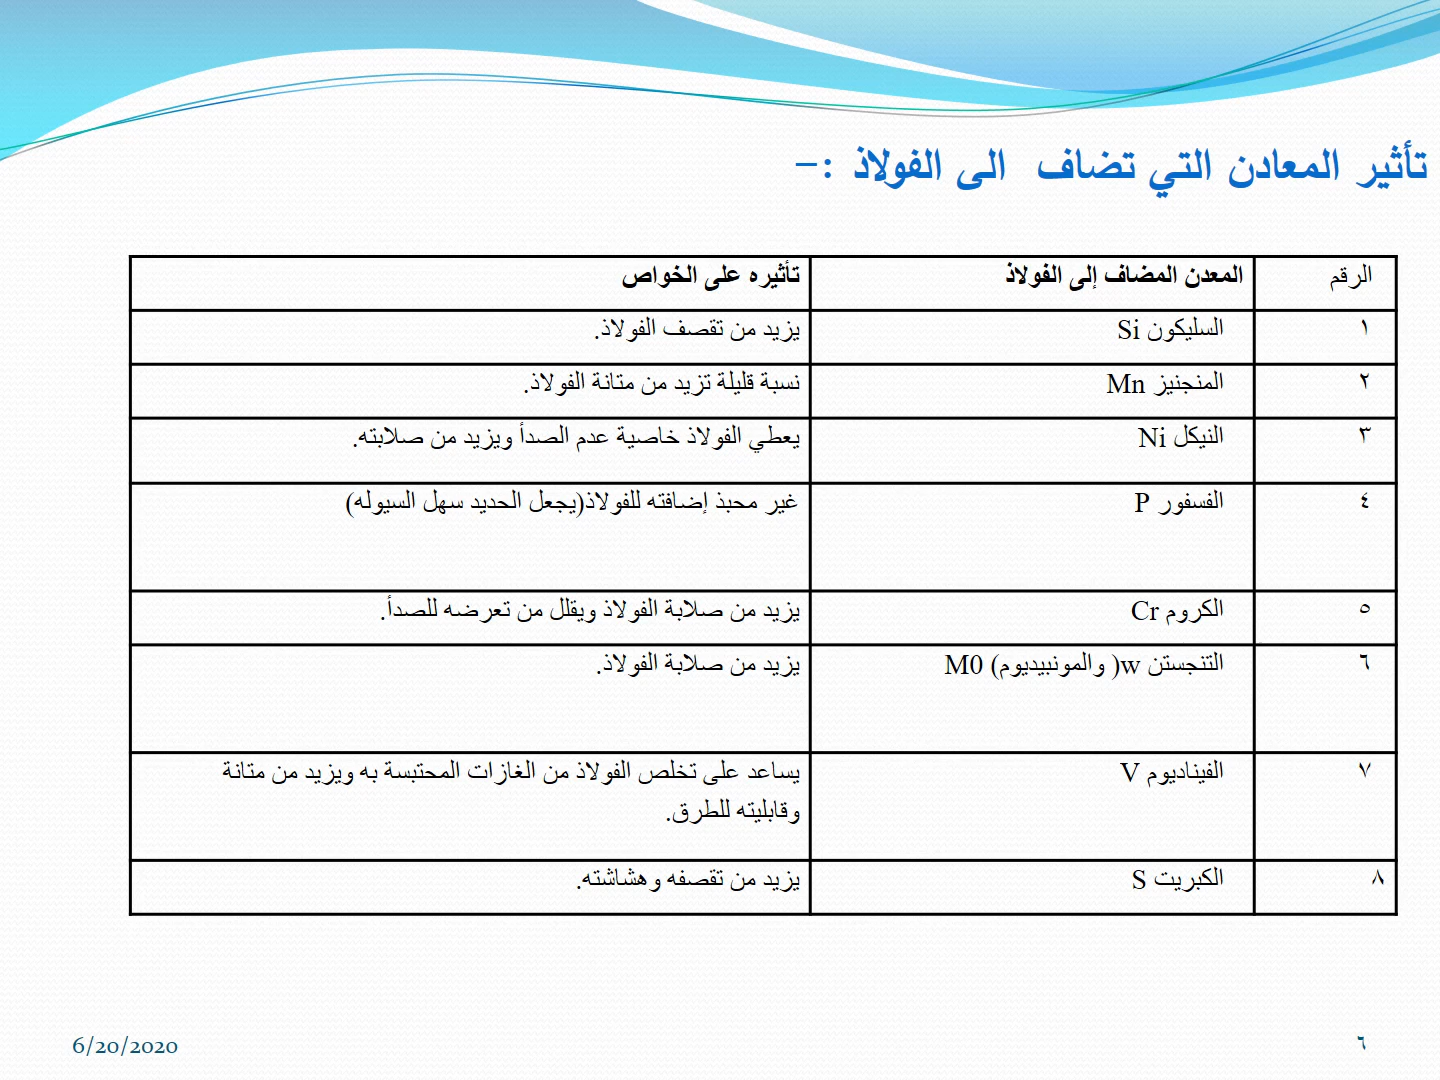 تأثير المعادن التي تضاف الى الفولاذ :-
الرقم المعدن المضاف إلى الفولاذ تأثيره على الخواص
١ السليكون Si يزيد من تقصف الفولاذ.
٢ المنجنيز Mn نسبة قليلة تزيد من متانة الفولاذ.
٣ النيكل Ni يعطي الفولاذ خاصية عدم الصدأ ويزيد من صلابته.
٤ الفسفور P غير محبذ إضافته للفولاذ(يجعل الحديد سهل السيوله)
٥ الكروم Cr يزيد من صلابة الفولاذ ويقلل من تعرضه للصدأ.
٦ التنجستن w( والمونبيديوم) M0 يزيد من صلابة الفولاذ.
٧ الفيناديوم V يساعد على تخلص الفولاذ من الغازات المحتبسة به ويزيد من متانة
وقابليته للطرق.
٨ الكبريت S يزيد من تقصفه وهشاشته.
٦
6/20/2020